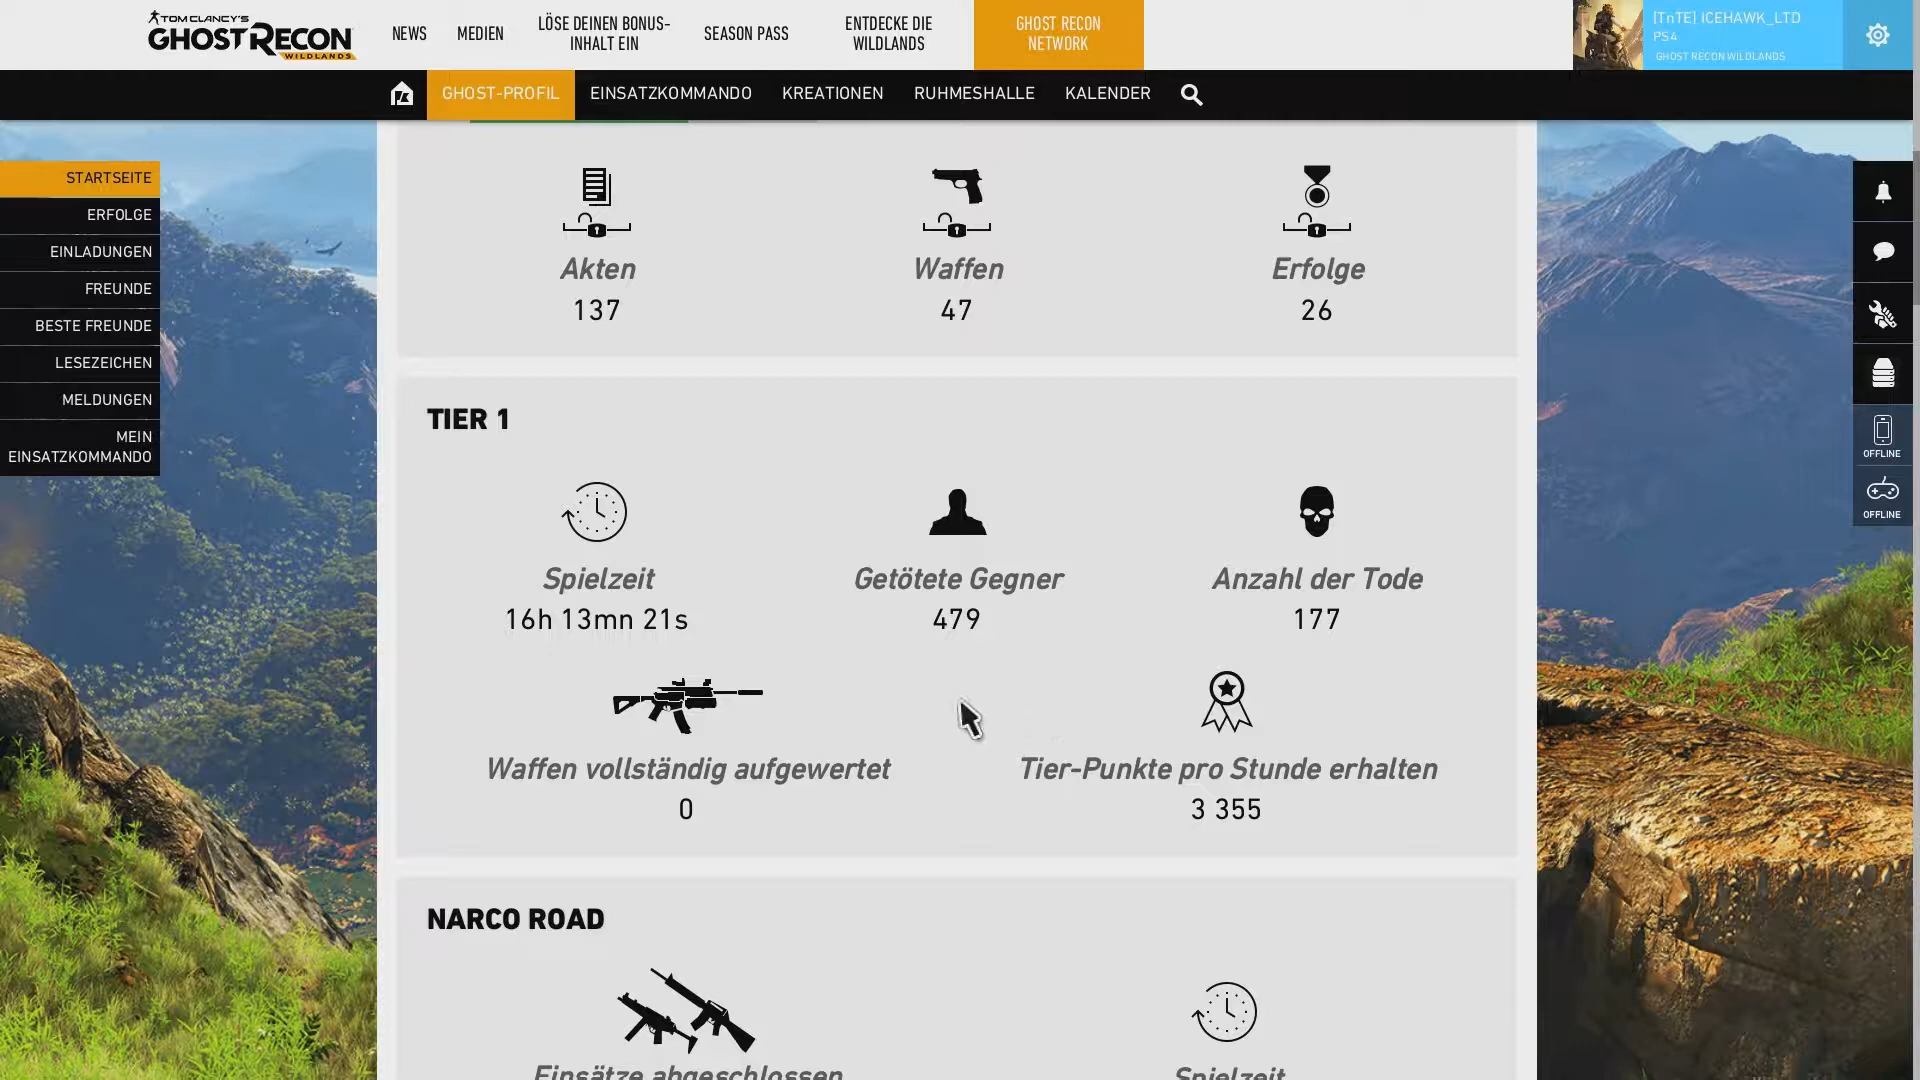 TOM CLANCY'S
GHOST RECON
WILDLANDS
NEWS
MEDIEN
LÖSE DEINEN BONUS-
INHALT EIN
SEASON PASS
ENTDECKE DIE
WILDLANDS
GHOST RECON
NETWORK
[TnTE] ICEHAWK_LTD
PS4
GHOST RECON WILDLANDS
GHOST-PROFIL
EINSATZKOMMANDO
KREATIONEN
RUHMESHALLE
KALENDER
STARTSEITE
ERFOLGE
EINLADUNGEN
FREUNDE
BESTE FREUNDE
LESEZEICHEN
MELDUNGEN
MEIN
EINSATZKOMMANDO
Akten
137
Waffen
47
Erfolge
26
TIER 1
Spielzeit
16h 13mn 21s
Getötete Gegner
479
Anzahl der Tode
177
Waffen vollständig aufgewertet
0
Tier-Punkte pro Stunde erhalten
3 355
NARCO ROAD
Einsätze abgeschlossen
Spielzeit
OFFLINE
OFFLINE